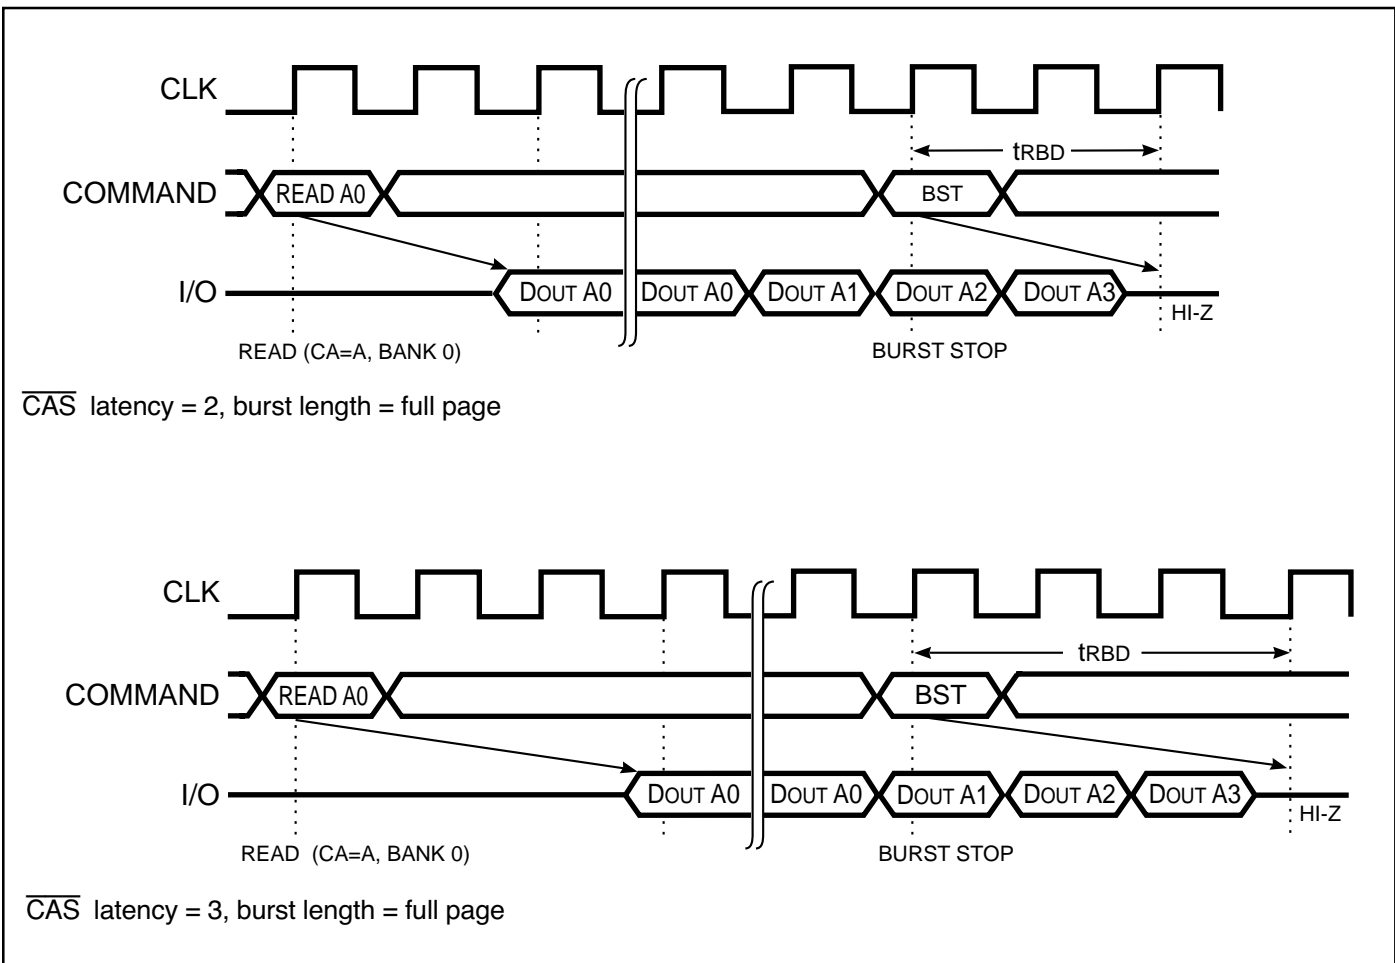 CLK
tRBD
COMMAND READ A0 BST
I/O DOUT A0 DOUT A0 DOUT A1 DOUT A2 DOUT A3
HI-Z
READ (CA=A, BANK 0) BURST STOP
CAS latency = 2, burst length = full page
CLK
tRBD
COMMAND READ A0 BST
I/O DOUT A0 DOUT A0 DOUT A1 DOUT A2 DOUT A3
HI-Z
READ (CA=A, BANK 0) BURST STOP
CAS latency = 3, burst length = full page